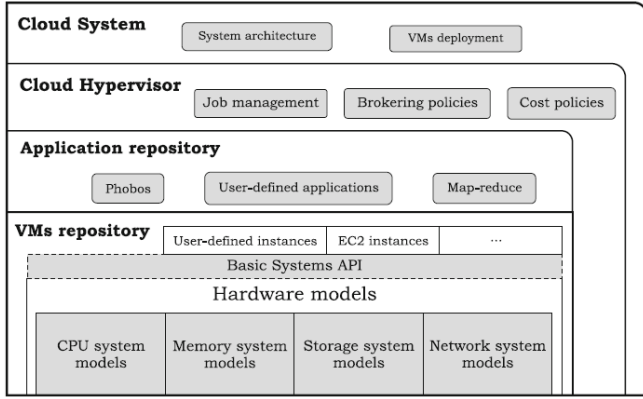 Cloud System
System architecture
VMs deployment
Cloud Hypervisor
Job management
Brokering policies
Cost policies
Application repository
Phobos
User-defined applications
Map-reduce
VMs repository
User-defined instances
EC2 instances
...
Basic Systems API
Hardware models
CPU system
models
Memory system
models
Storage system
models
Network system
models